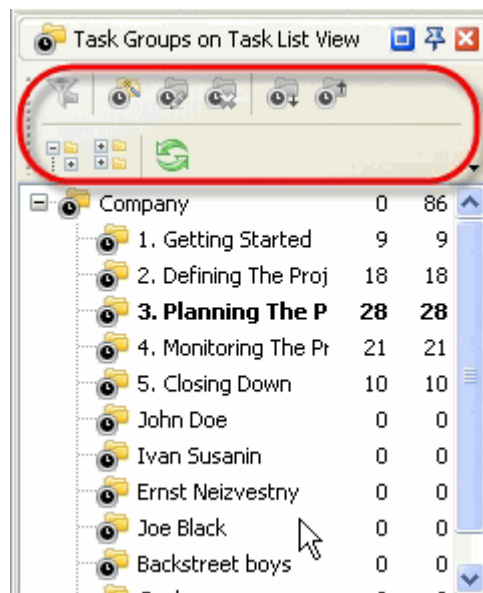 Task Groups on Task List View
Company 0 86
1. Getting Started 9 9
2. Defining The Proj 18 18
3. Planning The P 28 28
4. Monitoring The Pr 21 21
5. Closing Down 10 10
John Doe 0 0
Ivan Susanin 0 0
Ernst Neizvestny 0 0
Joe Black 0 0
Backstreet boys 0 0